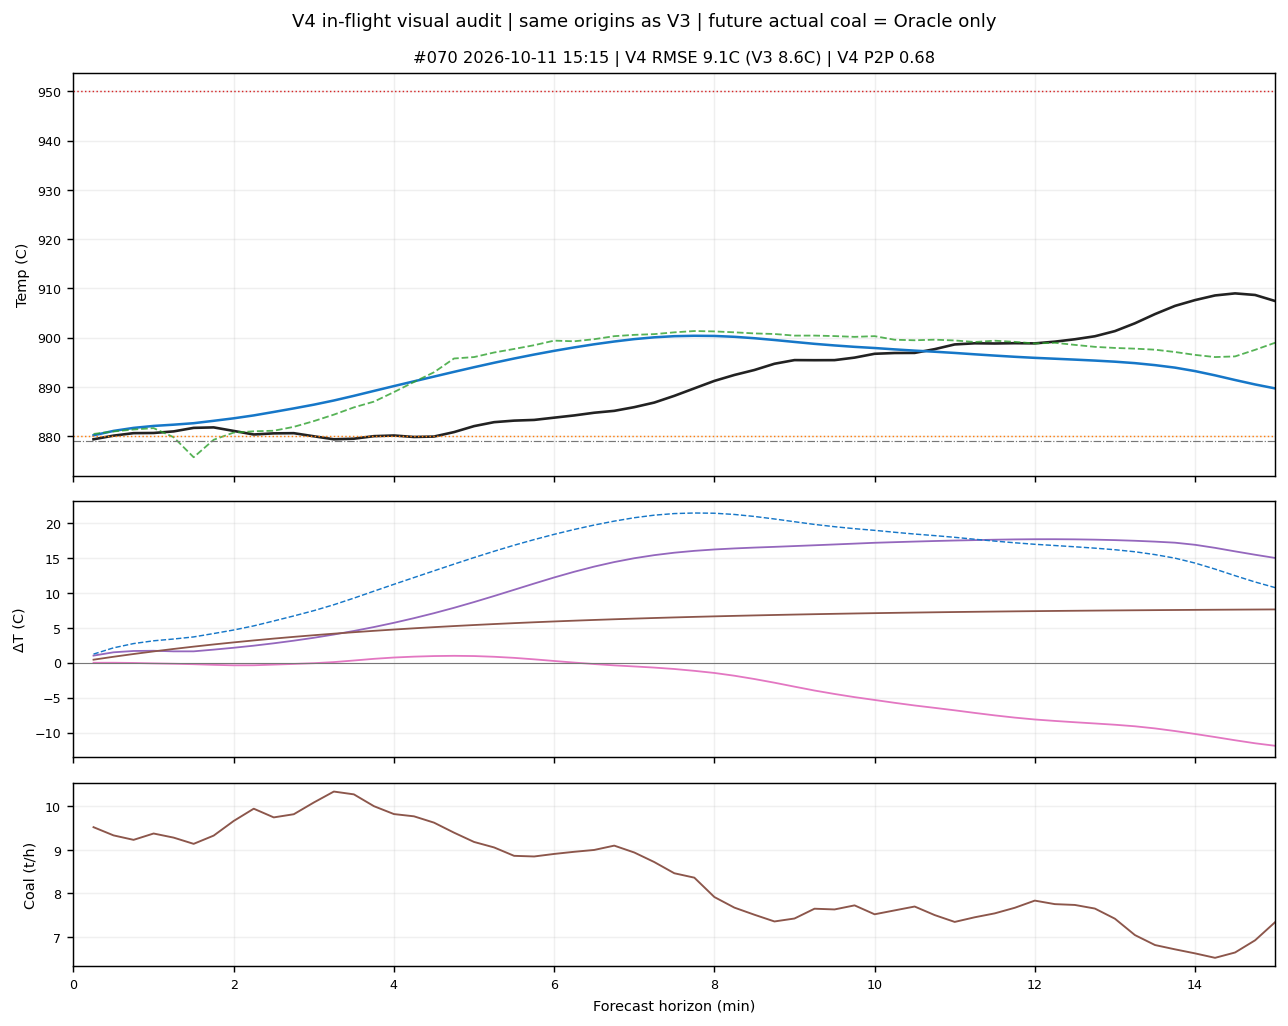 V4 in-flight visual audit | same origins as V3 | future actual coal = Oracle only
#070 2026-10-11 15:15 | V4 RMSE 9.1C (V3 8.6C) | V4 P2P 0.68
950
940
930
920
910
900
890
880
Temp (C)
20
15
10
5
0
−5
−10
ΔT (C)
10
9
8
7
Coal (t/h)
0 2 4 6 8 10 12 14
Forecast horizon (min)